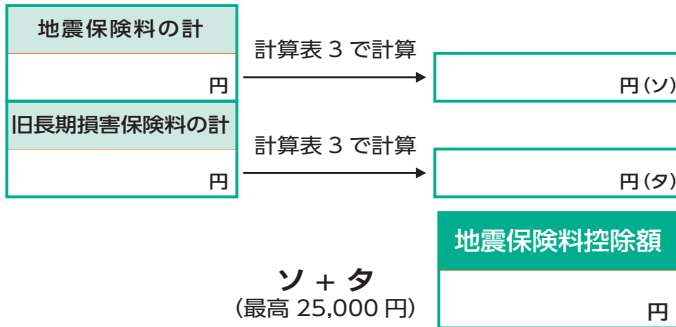 地震保険料の計
計算表 3 で計算
円
円(ソ)
旧長期損害保険料の計
計算表 3 で計算
円
円(タ)
地震保険料控除額
ソ + タ
(最高 25,000 円)
円